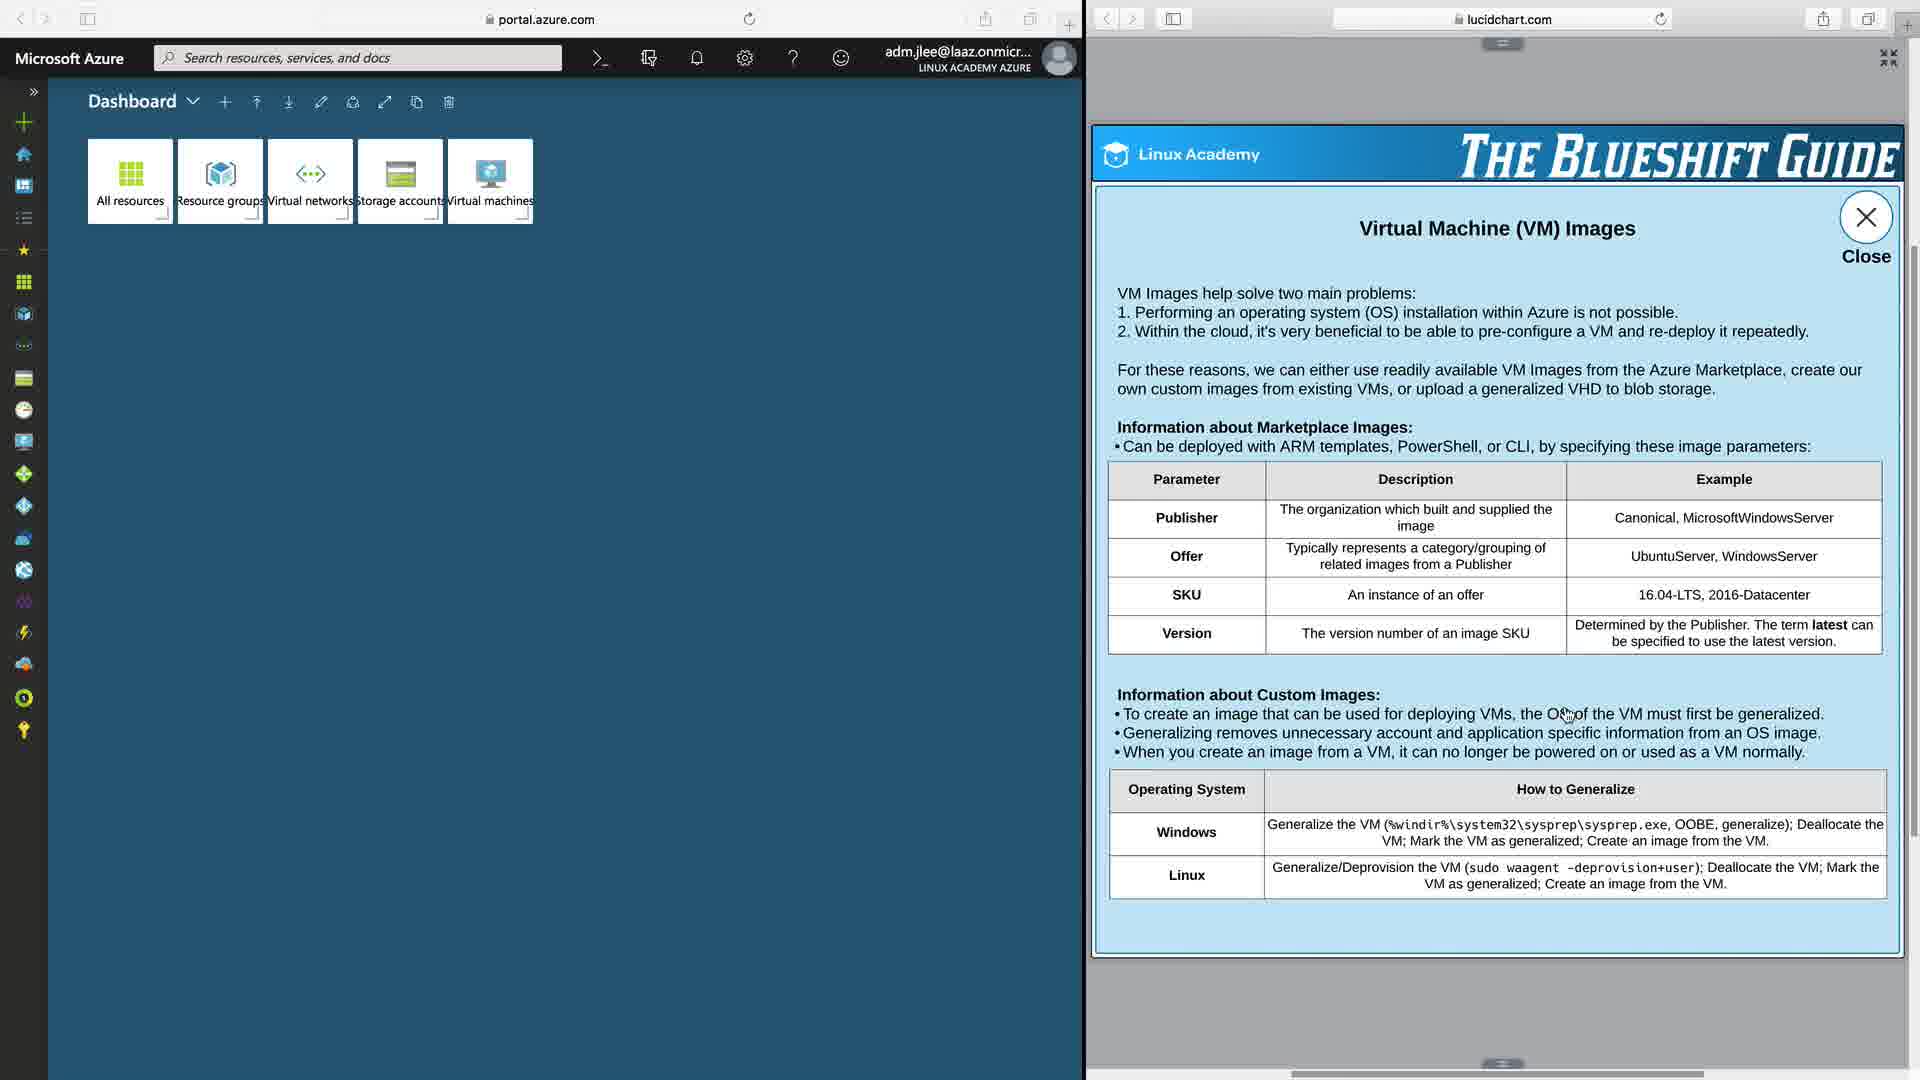 portal.azure.com
Microsoft Azure
Search resources, services, and docs
adm.jlee@laaz.onmicr...
LINUX ACADEMY AZURE
Dashboard
All resources
Resource groups
Virtual networks
Storage accounts
Virtual machines
lucidchart.com
Linux Academy
THE BLUESHIFT GUIDE
Virtual Machine (VM) Images
Close
VM Images help solve two main problems:
1. Performing an operating system (OS) installation within Azure is not possible.
2. Within the cloud, it's very beneficial to be able to pre-configure a VM and re-deploy it repeatedly.
For these reasons, we can either use readily available VM Images from the Azure Marketplace, create our
own custom images from existing VMs, or upload a generalized VHD to blob storage.
Information about Marketplace Images:
• Can be deployed with ARM templates, PowerShell, or CLI, by specifying these image parameters:
Parameter Description Example
Publisher
The organization which built and supplied the
image
Canonical, MicrosoftWindowsServer
Offer
Typically represents a category/grouping of
related images from a Publisher
UbuntuServer, WindowsServer
SKU An instance of an offer 16.04-LTS, 2016-Datacenter
Version The version number of an image SKU
Determined by the Publisher. The term latest can
be specified to use the latest version.
Information about Custom Images:
• To create an image that can be used for deploying VMs, the OS of the VM must first be generalized.
• Generalizing removes unnecessary account and application specific information from an OS image.
• When you create an image from a VM, it can no longer be powered on or used as a VM normally.
Operating System How to Generalize
Windows
Generalize the VM (%windir%\system32\sysprep\sysprep.exe, OOBE, generalize); Deallocate the
VM; Mark the VM as generalized; Create an image from the VM.
Linux
Generalize/Deprovision the VM (sudo waagent -deprovision+user); Deallocate the VM; Mark the
VM as generalized; Create an image from the VM.